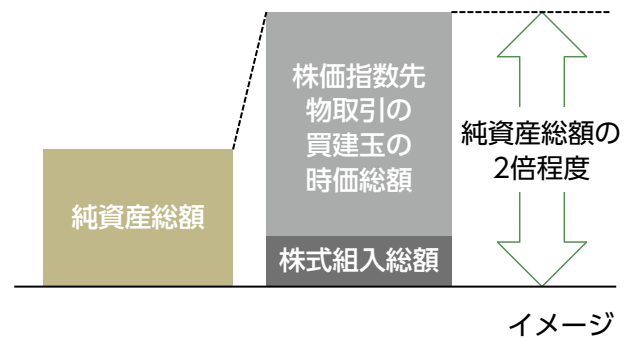 純資産総額
株価指数先
物取引の
買建玉の
時価総額
株式組入総額
純資産総額の
2倍程度
イメージ